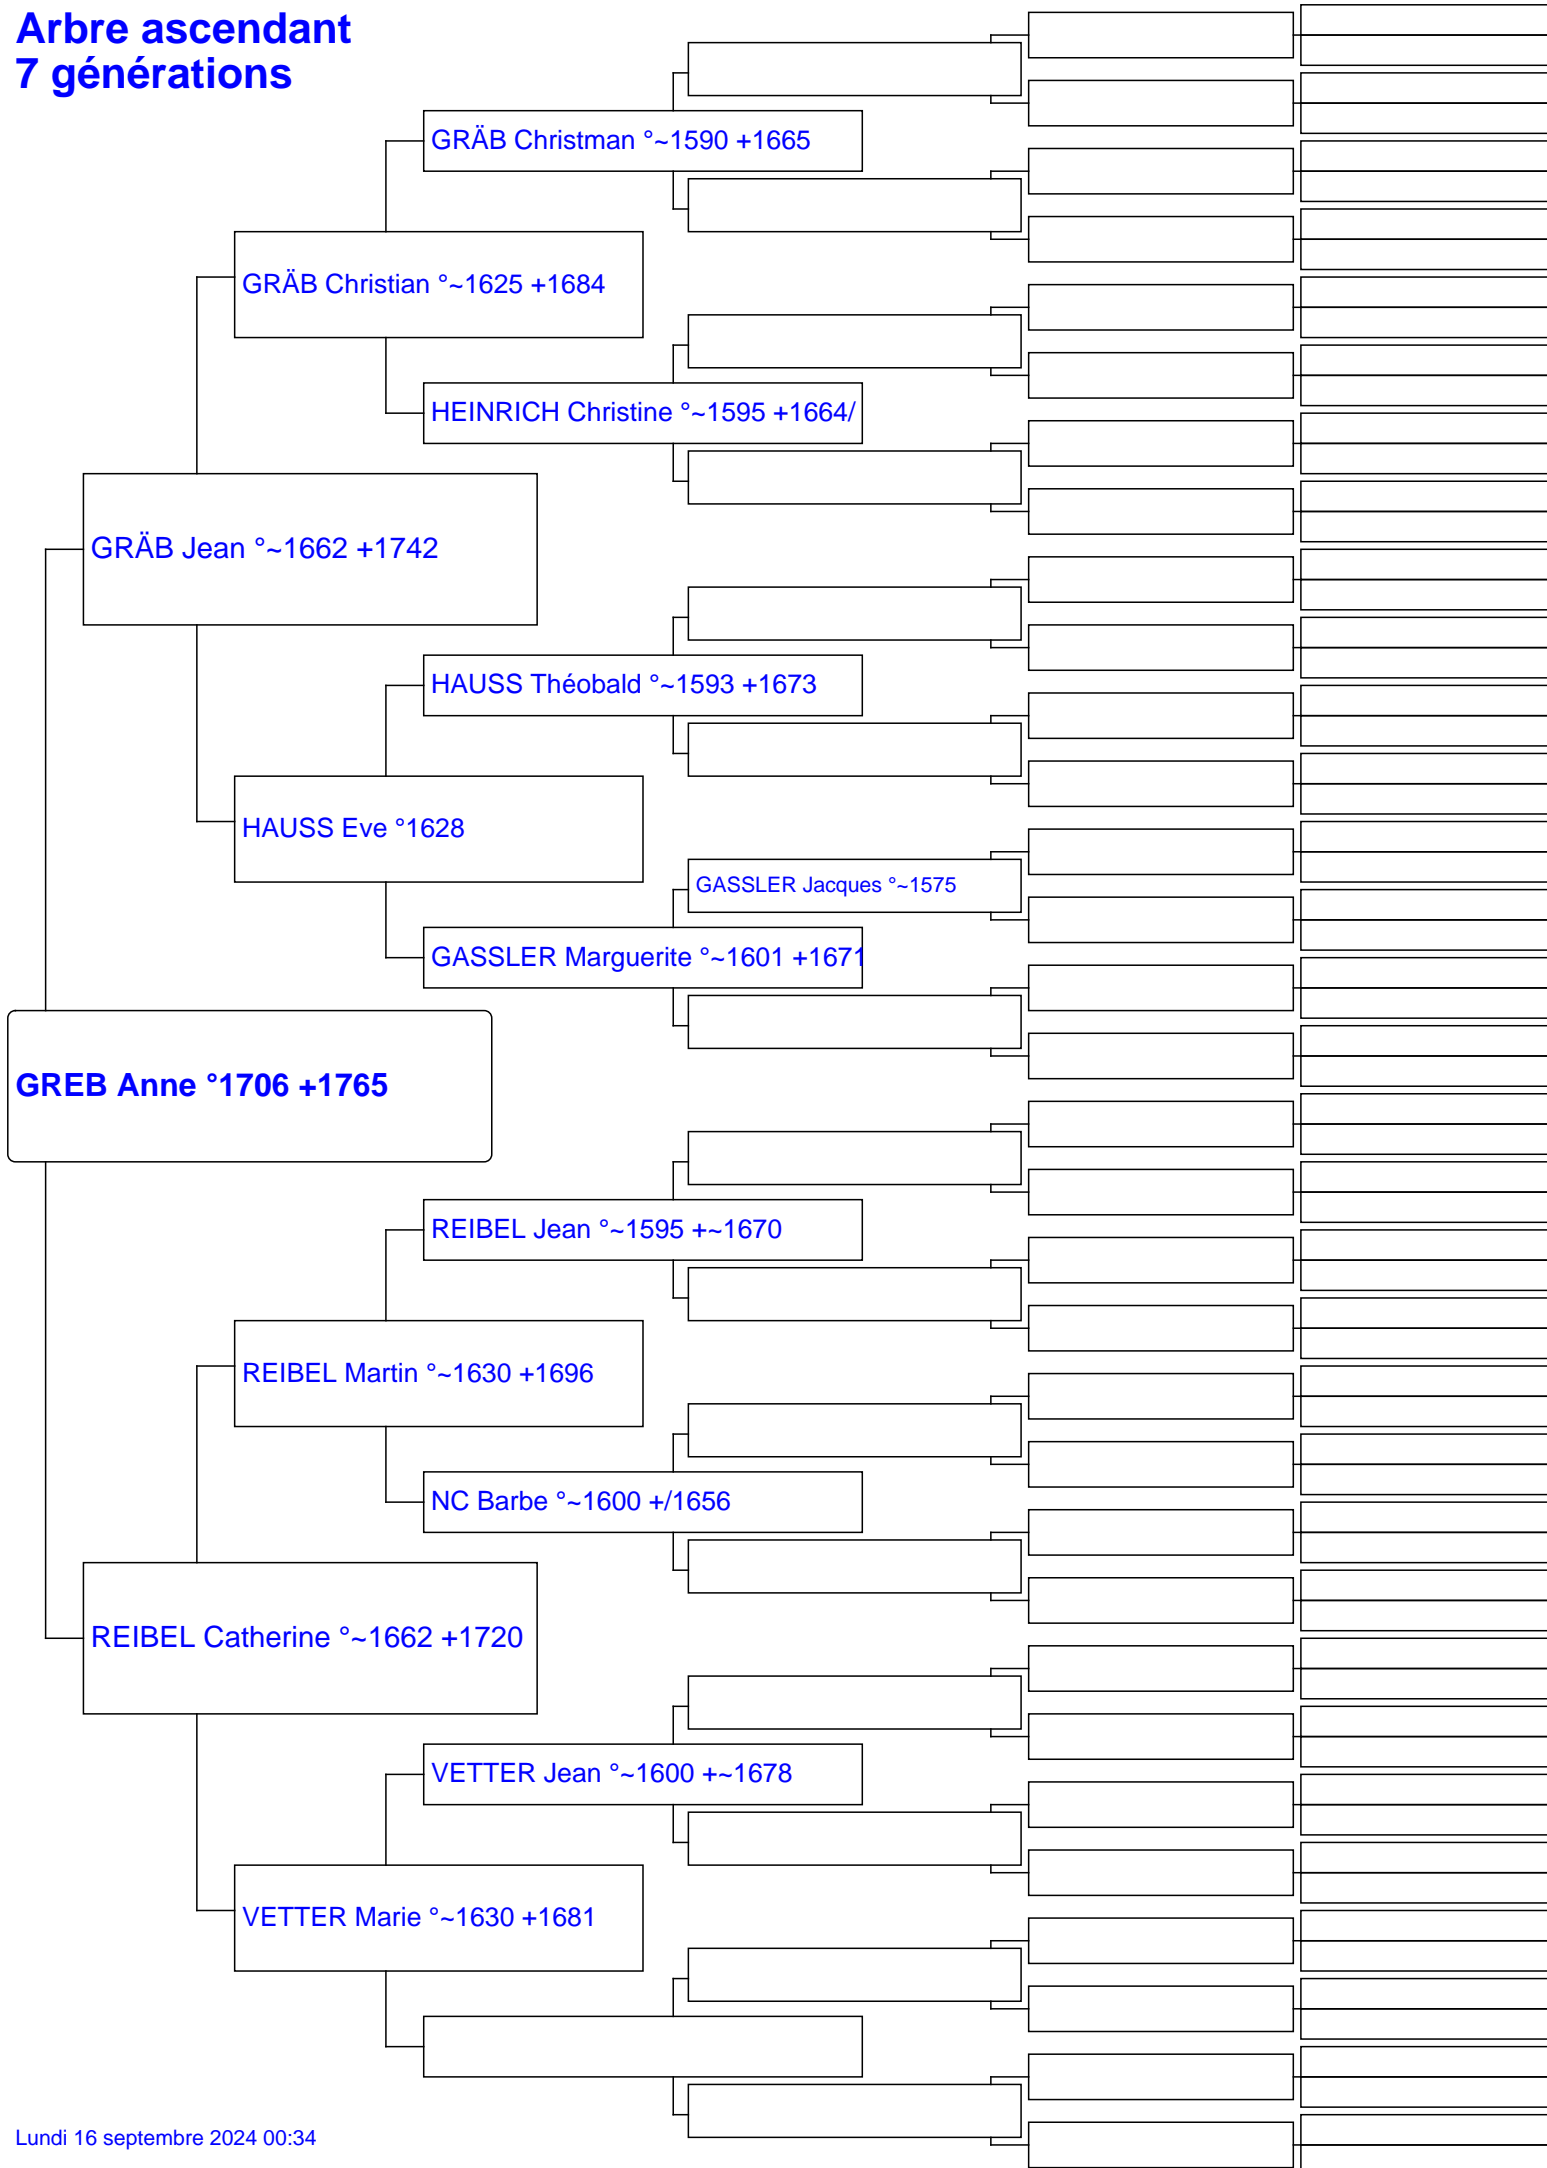 Arbre ascendant
7 générations
GRÄB Christman °~1590 +1665
GRÄB Christian °~1625 +1684
HEINRICH Christine °~1595 +1664/
GRÄB Jean °~1662 +1742
HAUSS Théobald °~1593 +1673
HAUSS Eve °1628
GASSLER Jacques °~1575
GASSLER Marguerite °~1601 +1671
GREB Anne °1706 +1765
REIBEL Jean °~1595 +~1670
REIBEL Martin °~1630 +1696
NC Barbe °~1600 +/1656
REIBEL Catherine °~1662 +1720
VETTER Jean °~1600 +~1678
VETTER Marie °~1630 +1681
Lundi 16 septembre 2024 00:34